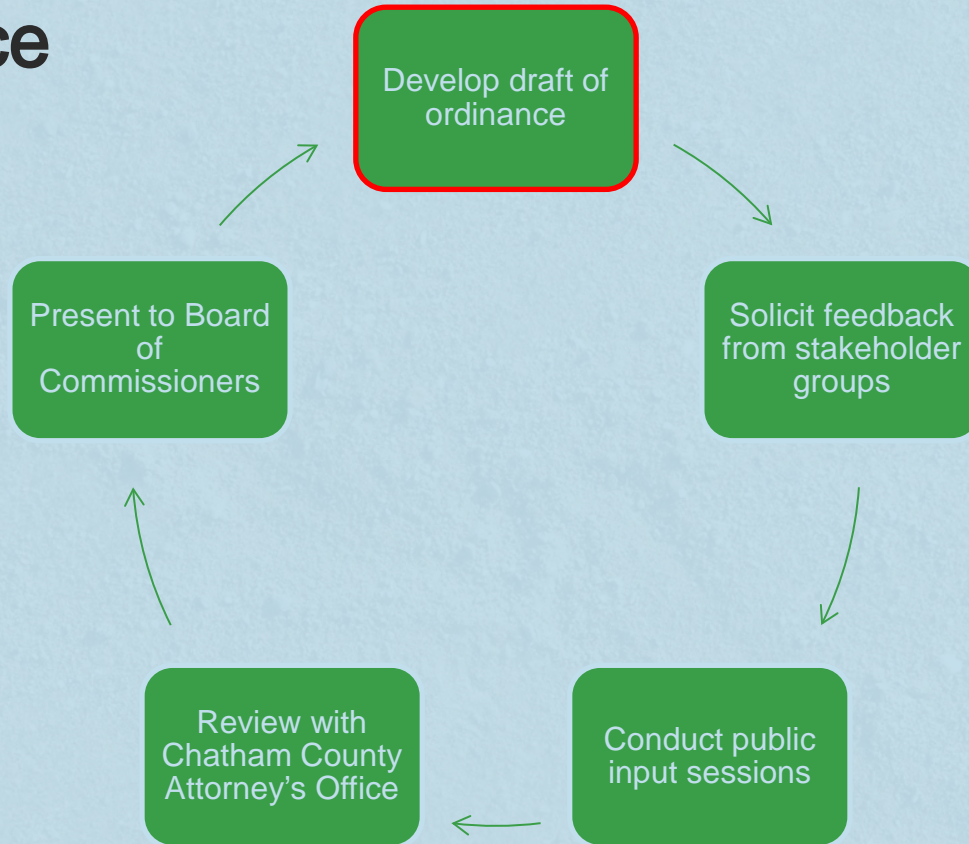 ce
Develop draft of
ordinance
Solicit feedback
from stakeholder
groups
Conduct public
input sessions
Review with
Chatham County
Attorney’s Office
Present to Board
of
Commissioners